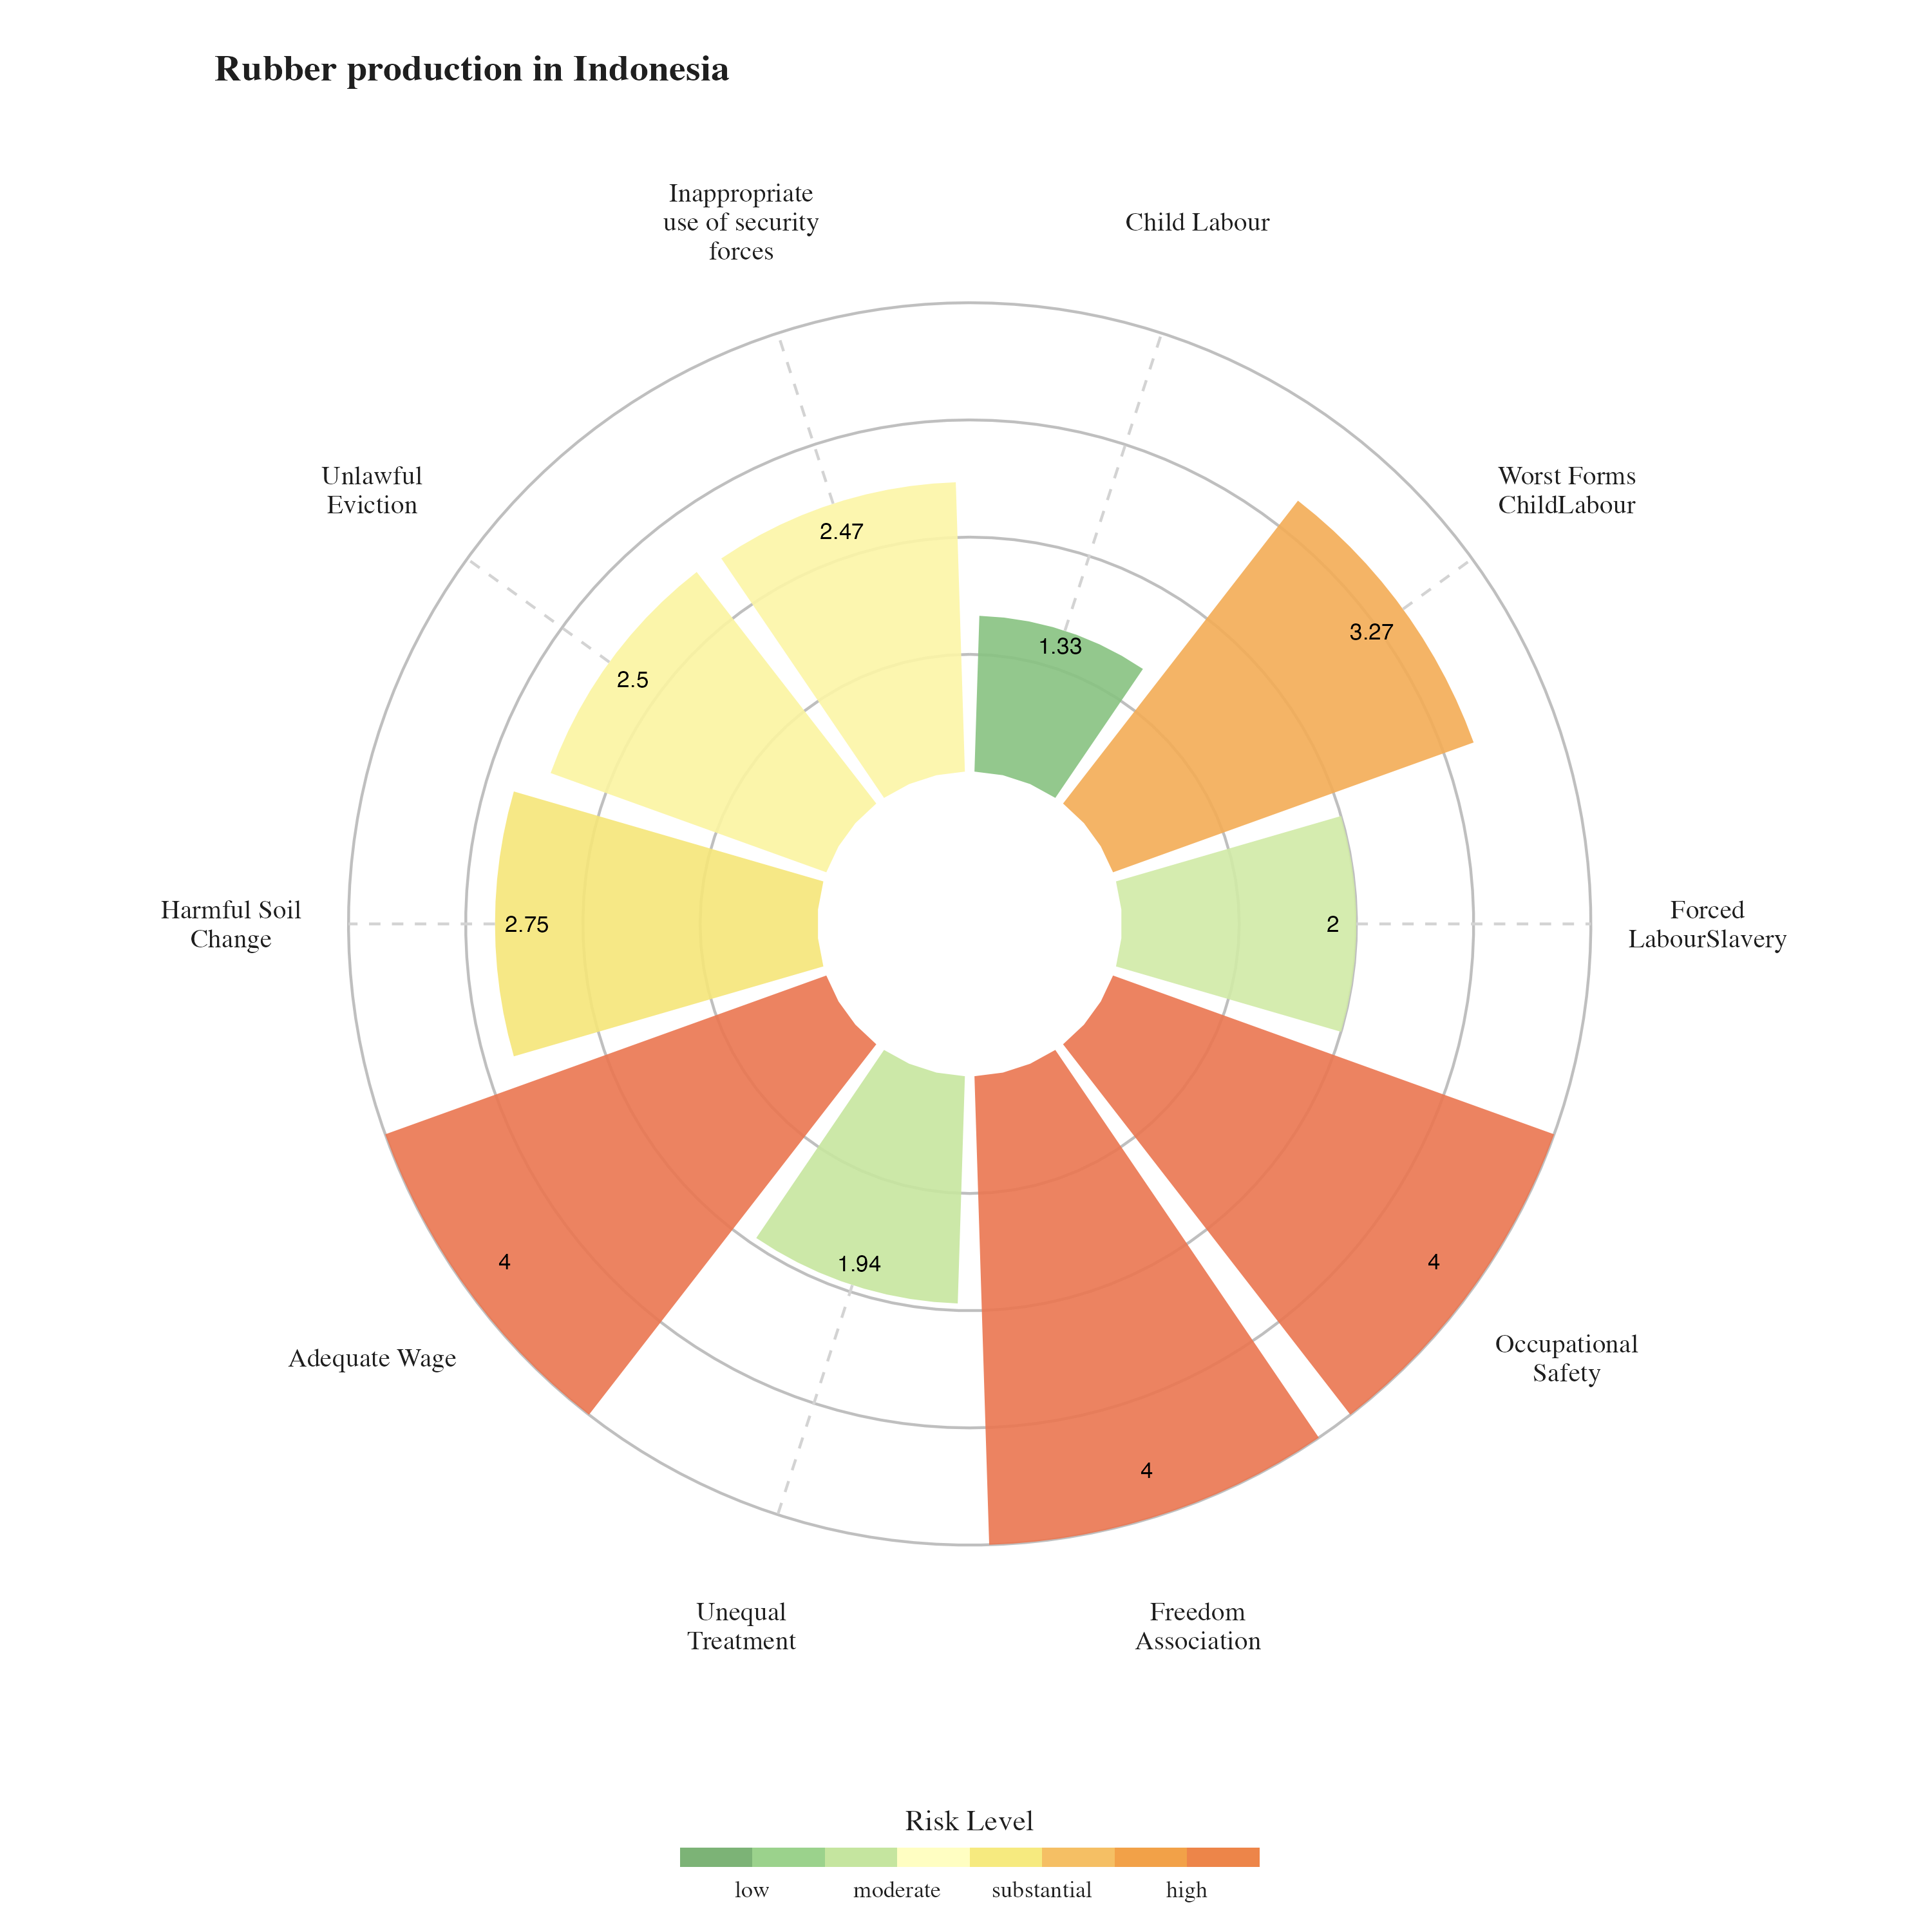 Rubber production in Indonesia
Inappropriate
use of security
forces
Child Labour
Unlawful
Eviction
Worst Forms
ChildLabour
2.47
1.33
3.27
2.5
Harmful Soil
Change
2.75
2
Forced
LabourSlavery
4
1.94
4
Adequate Wage
Occupational
Safety
4
Unequal
Treatment
Freedom
Association
Risk Level
low moderate substantial high